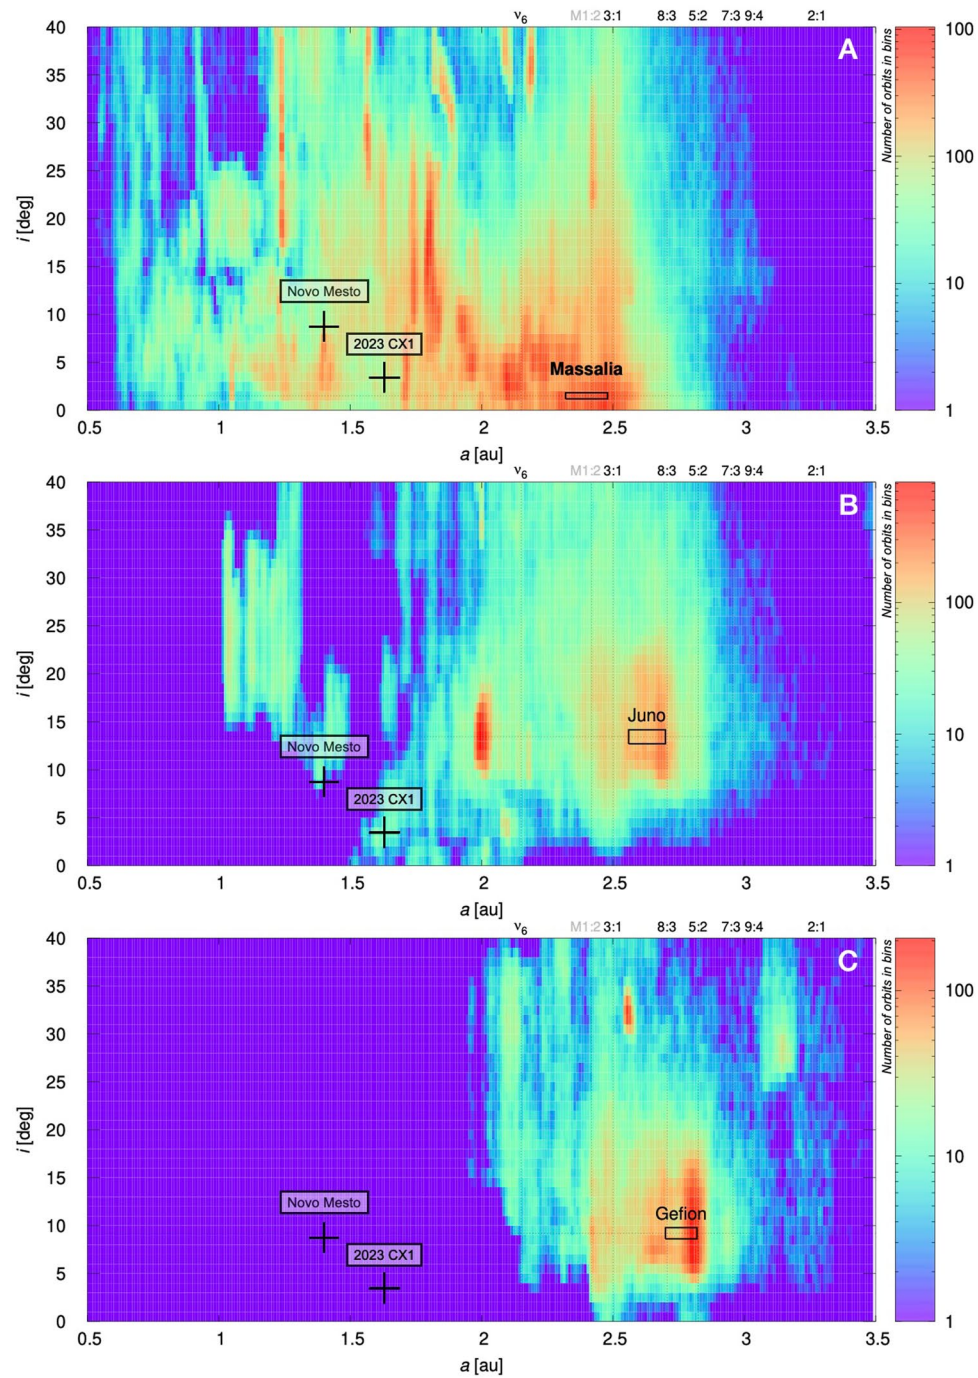 ν6 M1:2 3:1 8:3 5:2 7:3 9:4 2:1
40 A 1000
35
30 Number of orbits in bins
25 100
i [deg]
20
15
Novo Mesto
10 10
2023 CX1
5 Massalia
0 1
0.5 1 1.5 2 2.5 3 3.5
a [au]
ν6 M1:2 3:1 8:3 5:2 7:3 9:4 2:1
40 B
35
30 Number of orbits in bins
25 100
i [deg]
20
15 Juno 10
Novo Mesto
10
2023 CX1
5
0 1
0.5 1 1.5 2 2.5 3 3.5
a [au]
ν6 M1:2 3:1 8:3 5:2 7:3 9:4 2:1
40 C
35 100
30 Number of orbits in bins
25
i [deg]
20
15 10
Novo Mesto Gefion
10
2023 CX1
5
0 1
0.5 1 1.5 2 2.5 3 3.5
a [au]